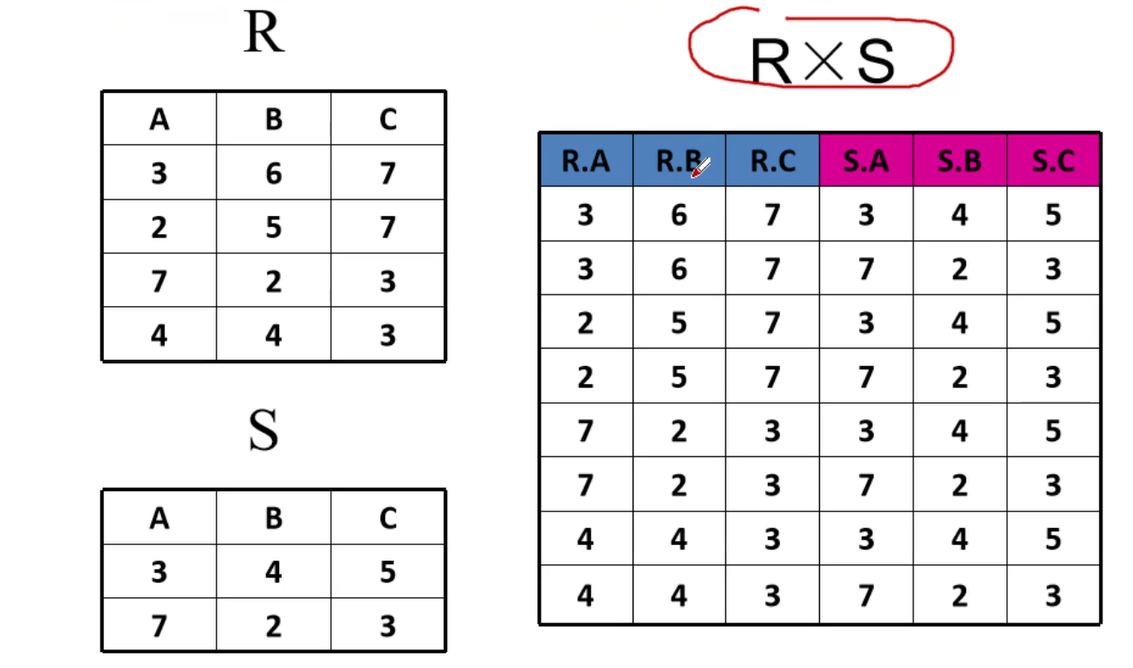 R
A B C
3 6 7
2 5 7
7 2 3
4 4 3
S
A B C
3 4 5
7 2 3
R×S
R.A R.B R.C S.A S.B S.C
3 6 7 3 4 5
3 6 7 7 2 3
2 5 7 3 4 5
2 5 7 7 2 3
7 2 3 3 4 5
7 2 3 7 2 3
4 4 3 3 4 5
4 4 3 7 2 3